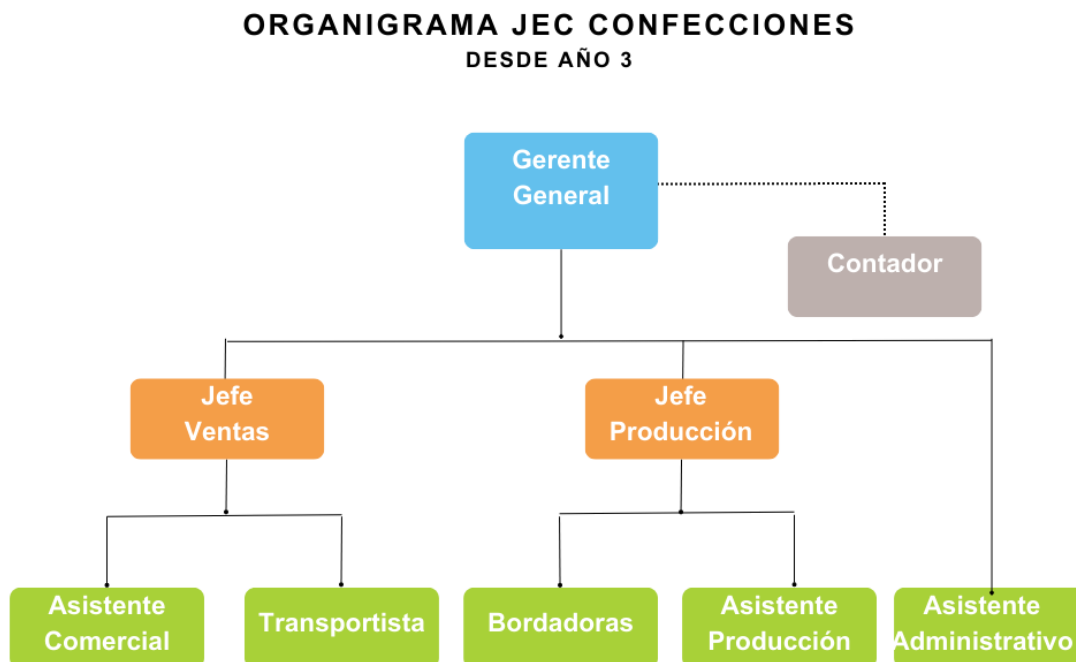 ORGANIGRAMA JEC CONFECCIONES
DESDE AÑO 3
Gerente
General
Contador
Jefe
Ventas
Jefe
Producción
Asistente
Comercial
Transportista
Bordadoras
Asistente
Producción
Asistente
Administrativo